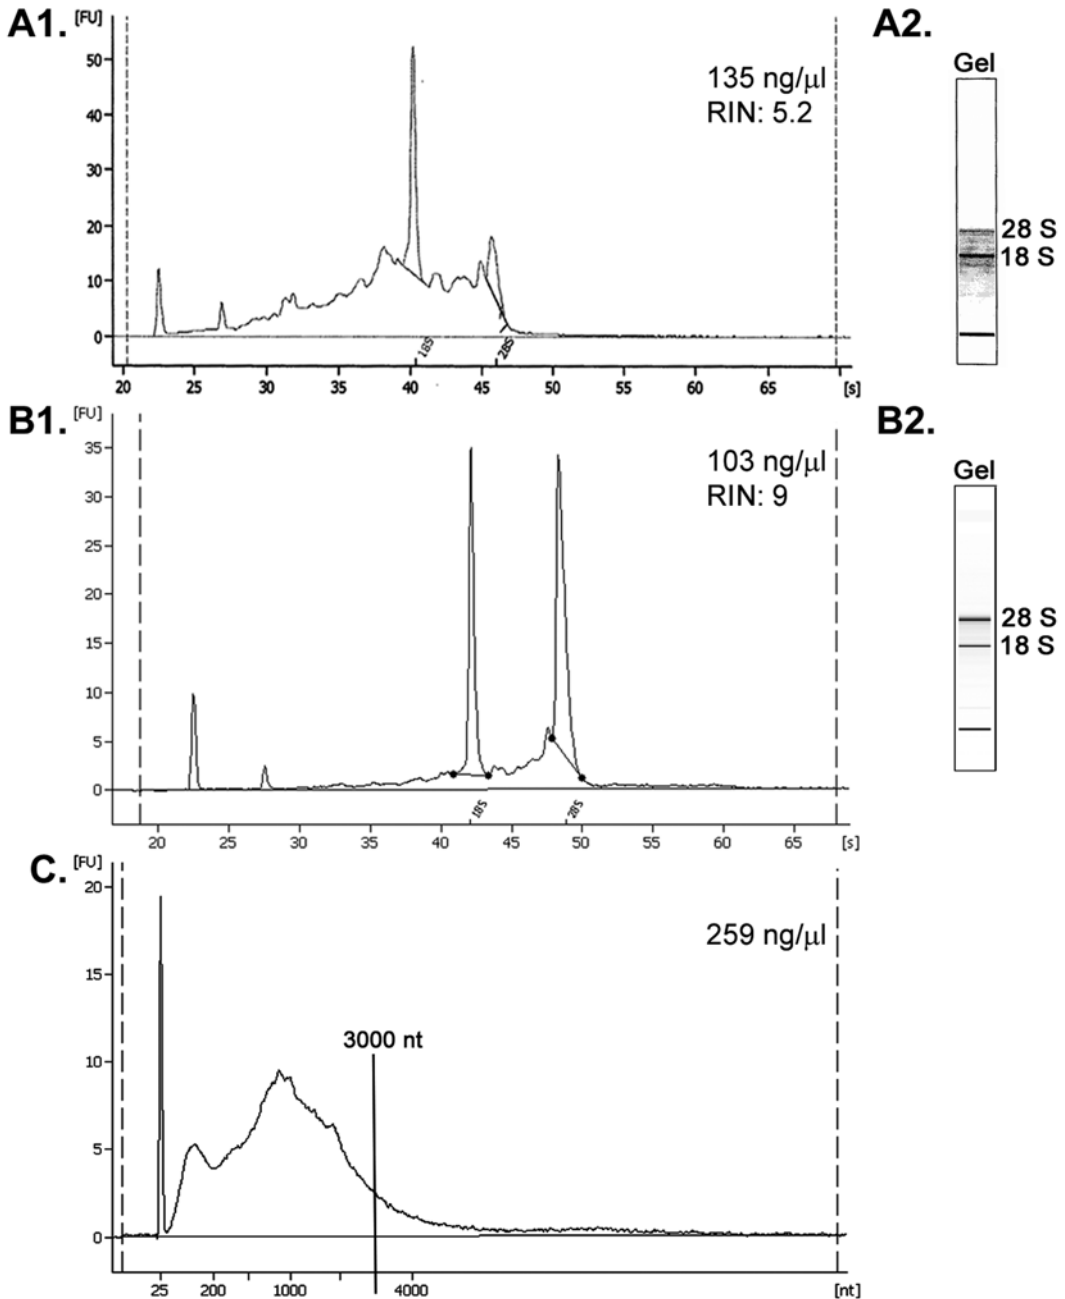 A1.
[FU]
135 ng/µl
RIN: 5.2
50
40
30
20
10
0
18S
28S
20 25 30 35 40 45 50 55 60 65 [s]
A2.
Gel
28 S
18 S
B1.
[FU]
103 ng/µl
RIN: 9
35
30
25
20
15
10
5
0
18S
28S
20 25 30 35 40 45 50 55 60 65 [s]
B2.
Gel
28 S
18 S
C.
[FU]
259 ng/µl
3000 nt
20
15
10
5
0
25 200 1000 4000 [nt]